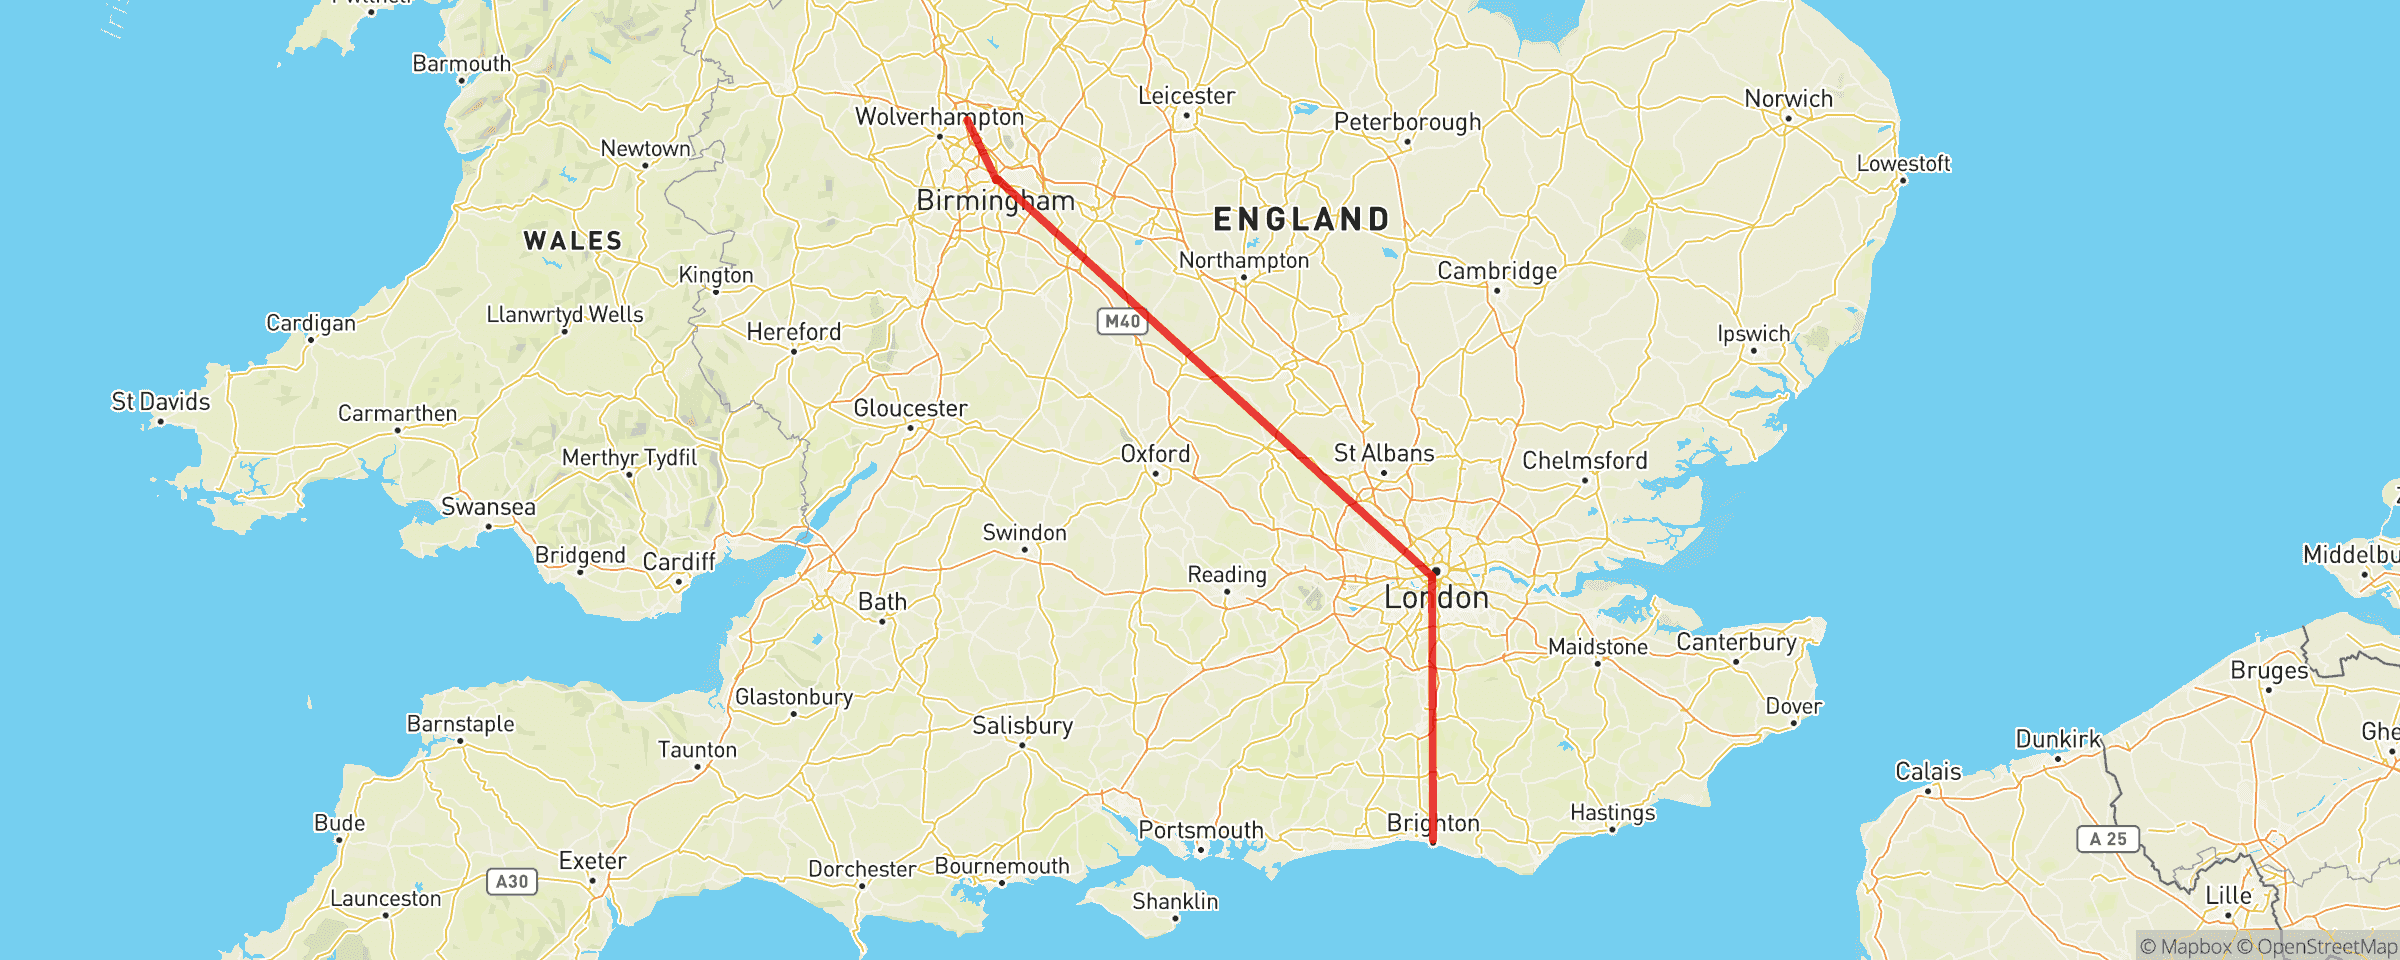 Barmouth
Leicester
Norwich
Wolverhampton
Peterborough
Newtown
Lowestoft
Birmingham
ENGLAND
WALES
Northampton
Kington
Cambridge
Llanwrtyd Wells
Cardigan
M40
Hereford
Ipswich
St Davids
Carmarthen
Gloucester
Merthyr Tydfil
Oxford
St Albans
Chelmsford
Swansea
Swindon
Bridgend
Cardiff
Middelbu
Reading
London
Bath
Maidstone
Canterbury
Bruges
Glastonbury
Dover
Barnstaple
Salisbury
Ghe
Taunton
Dunkirk
Calais
Bude
Portsmouth
Brighton
Hastings
A 25
Exeter
Dorchester
Bournemouth
A30
Launceston
Shanklin
Lille
© Mapbox © OpenStreetMap